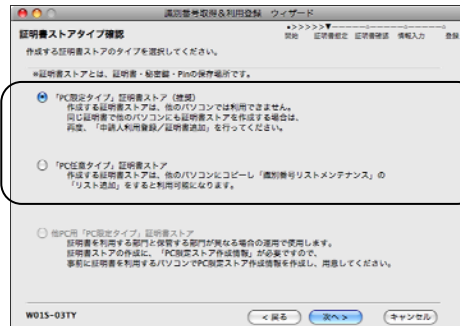 識別番号取得&利用登録 ウィザード
証明書ストアタイプ確認
●>>>>>▼
開始 証明書指定 証明書確認 情報入力 登録
作成する証明書ストアのタイプを選択してください。
※証明書ストアとは、証明書・秘密鍵・Pinの保存場所です。
「PC限定タイプ」証明書ストア（推奨）
作成する証明書ストアは、他のパソコンでは利用できません。
同じ証明書で他のパソコンにも証明書ストアを作成する場合は、
再度、「申請人利用登録／証明書追加」を行ってください。
「PC任意タイプ」証明書ストア
作成する証明書ストアは、他のパソコンにコピーし「識別番号リストメンテナンス」の
「リスト追加」をすると利用可能になります。
他PC用「PC限定タイプ」証明書ストア
証明書を利用する部門と保管する部門が異なる場合の運用で使用します。
証明書ストアの作成に、「PC限定ストア作成情報」が必要ですので、
事前に証明書を利用するパソコンでPC限定ストア作成情報を作成し、用意してください。
W01S-03TY
＜戻る 次へ＞ キャンセル